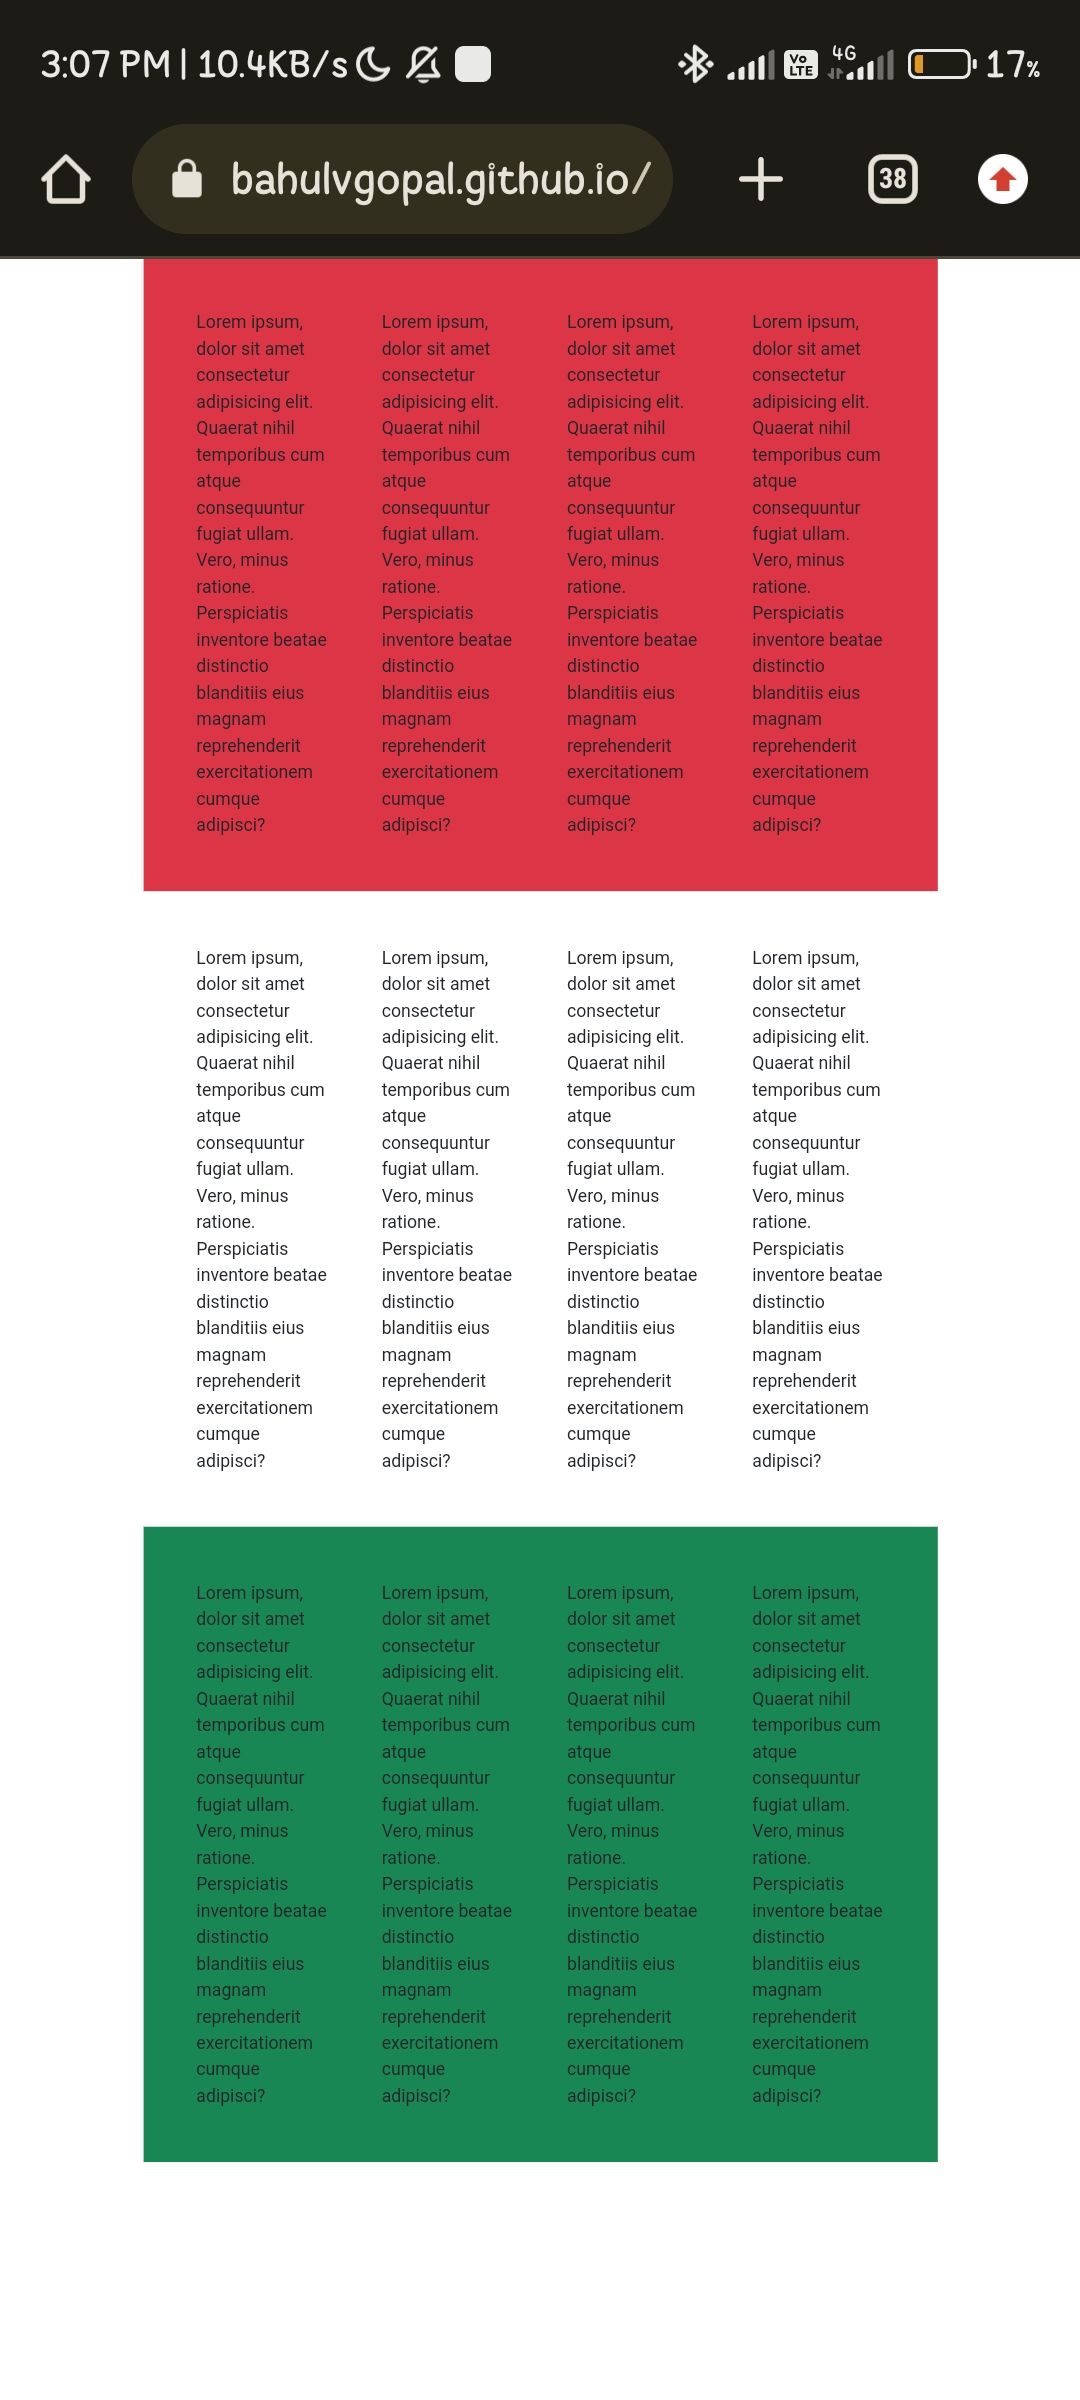 3:07 PM | 10.4KB/s Vo LTE 4G 17%
bahulvgopal.github.io/ 38
Lorem ipsum, Lorem ipsum, Lorem ipsum, Lorem ipsum,
dolor sit amet dolor sit amet dolor sit amet dolor sit amet
consectetur consectetur consectetur consectetur
adipisicing elit. adipisicing elit. adipisicing elit. adipisicing elit.
Quaerat nihil Quaerat nihil Quaerat nihil Quaerat nihil
temporibus cum temporibus cum temporibus cum temporibus cum
atque atque atque atque
consequuntur consequuntur consequuntur consequuntur
fugiat ullam. fugiat ullam. fugiat ullam. fugiat ullam.
Vero, minus Vero, minus Vero, minus Vero, minus
ratione. ratione. ratione. ratione.
Perspiciatis Perspiciatis Perspiciatis Perspiciatis
inventore beatae inventore beatae inventore beatae inventore beatae
distinctio distinctio distinctio distinctio
blanditiis eius blanditiis eius blanditiis eius blanditiis eius
magnam magnam magnam magnam
reprehenderit reprehenderit reprehenderit reprehenderit
exercitationem exercitationem exercitationem exercitationem
cumque cumque cumque cumque
adipisci? adipisci? adipisci? adipisci?
Lorem ipsum, Lorem ipsum, Lorem ipsum, Lorem ipsum,
dolor sit amet dolor sit amet dolor sit amet dolor sit amet
consectetur consectetur consectetur consectetur
adipisicing elit. adipisicing elit. adipisicing elit. adipisicing elit.
Quaerat nihil Quaerat nihil Quaerat nihil Quaerat nihil
temporibus cum temporibus cum temporibus cum temporibus cum
atque atque atque atque
consequuntur consequuntur consequuntur consequuntur
fugiat ullam. fugiat ullam. fugiat ullam. fugiat ullam.
Vero, minus Vero, minus Vero, minus Vero, minus
ratione. ratione. ratione. ratione.
Perspiciatis Perspiciatis Perspiciatis Perspiciatis
inventore beatae inventore beatae inventore beatae inventore beatae
distinctio distinctio distinctio distinctio
blanditiis eius blanditiis eius blanditiis eius blanditiis eius
magnam magnam magnam magnam
reprehenderit reprehenderit reprehenderit reprehenderit
exercitationem exercitationem exercitationem exercitationem
cumque cumque cumque cumque
adipisci? adipisci? adipisci? adipisci?
Lorem ipsum, Lorem ipsum, Lorem ipsum, Lorem ipsum,
dolor sit amet dolor sit amet dolor sit amet dolor sit amet
consectetur consectetur consectetur consectetur
adipisicing elit. adipisicing elit. adipisicing elit. adipisicing elit.
Quaerat nihil Quaerat nihil Quaerat nihil Quaerat nihil
temporibus cum temporibus cum temporibus cum temporibus cum
atque atque atque atque
consequuntur consequuntur consequuntur consequuntur
fugiat ullam. fugiat ullam. fugiat ullam. fugiat ullam.
Vero, minus Vero, minus Vero, minus Vero, minus
ratione. ratione. ratione. ratione.
Perspiciatis Perspiciatis Perspiciatis Perspiciatis
inventore beatae inventore beatae inventore beatae inventore beatae
distinctio distinctio distinctio distinctio
blanditiis eius blanditiis eius blanditiis eius blanditiis eius
magnam magnam magnam magnam
reprehenderit reprehenderit reprehenderit reprehenderit
exercitationem exercitationem exercitationem exercitationem
cumque cumque cumque cumque
adipisci? adipisci? adipisci? adipisci?